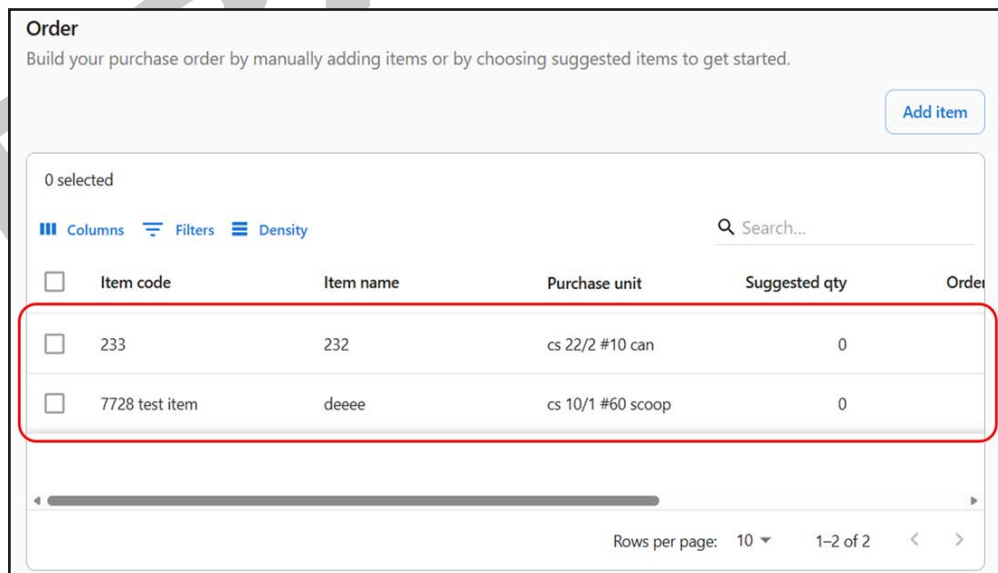 Order
Build your purchase order by manually adding items or by choosing suggested items to get started.
Add item
0 selected
Columns Filters Density Search...
Item code Item name Purchase unit Suggested qty Order
233 232 cs 22/2 #10 can 0
7728 test item deeee cs 10/1 #60 scoop 0
Rows per page: 10 1–2 of 2